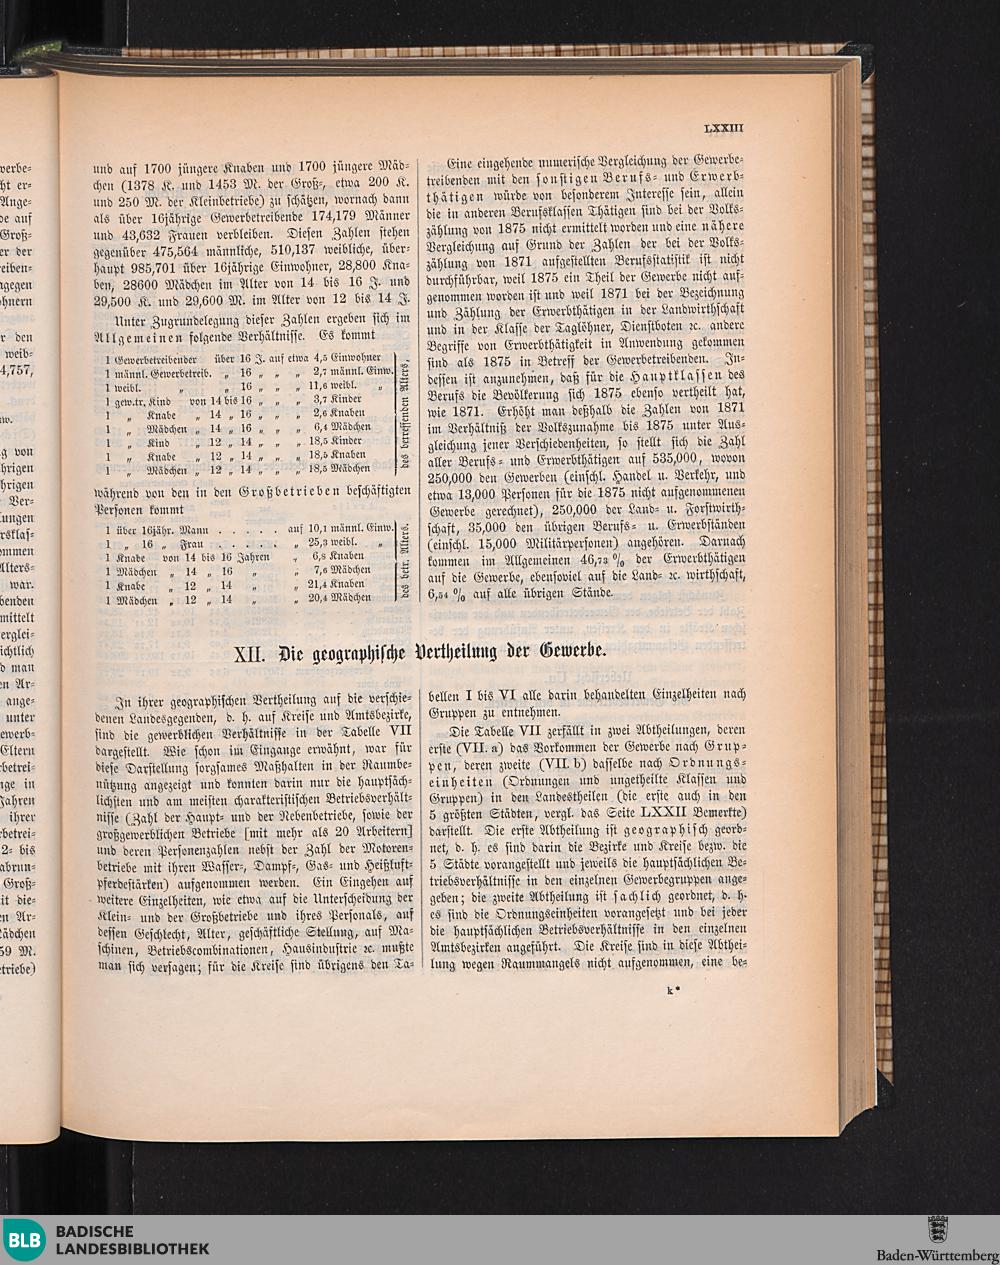 LXXIII
und auf 1700 jüngere Knaben und 1700 jüngere Mäd-
chen (1378 K. und 1453 M. der Groß-, etwa 200 K.
und 250 M. der Kleinbetriebe) zu schätzen, wornach dann
als über 16jährige Gewerbetreibende 174,179 Männer
und 43,632 Frauen verbleiben. Diesen Zahlen stehen
gegenüber 475,564 männliche, 510,137 weibliche, über-
haupt 985,701 über 16jährige Einwohner, 28,800 Kna-
ben, 28600 Mädchen im Alter von 14 bis 16 J. und
29,500 K. und 29,600 M. im Alter von 12 bis 14 J.
Unter Zugrundelegung dieser Zahlen ergeben sich im
Allgemeinen folgende Verhältnisse. Es kommt
1 Gewerbetreibender über 16 J. auf etwa 4,5 Einwohner
1 männl. Gewerbetreib. „ 16 „ „ „ 2,7 männl. Einw.
1 weibl. „ „ 16 „ „ „ 11,6 weibl. „
1 gew.tr. Kind von 14 bis 16 „ „ „ 3,7 Kinder
1 „ Knabe „ 14 „ 16 „ „ „ 2,6 Knaben
1 „ Mädchen „ 14 „ 16 „ „ „ 6,4 Mädchen
1 „ Kind „ 12 „ 14 „ „ „ 18,5 Kinder
1 „ Knabe „ 12 „ 14 „ „ „ 18,5 Knaben
1 „ Mädchen „ 12 „ 14 „ „ „ 18,5 Mädchen
des betreffenden Alters,
während von den in den Großbetrieben beschäftigten
Personen kommt
1 über 16jähr. Mann . . . . . auf 10,1 männl. Einw.
1 „ 16 „ Frau . . . . . „ 25,3 weibl. „
1 Knabe von 14 bis 16 Jahren „ 6,8 Knaben
1 Mädchen „ 14 „ 16 „ „ 7,6 Mädchen
1 Knabe „ 12 „ 14 „ „ 21,4 Knaben
1 Mädchen „ 12 „ 14 „ „ 20,4 Mädchen
des betr. Alters.
Eine eingehende numerische Vergleichung der Gewerbe-
treibenden mit den sonstigen Berufs- und Erwerb-
thätigen würde von besonderem Interesse sein, allein
die in anderen Berufsklassen Thätigen sind bei der Volks-
zählung von 1875 nicht ermittelt worden und eine nähere
Vergleichung auf Grund der Zahlen der bei der Volks-
zählung von 1871 aufgestellten Berufsstatistik ist nicht
durchführbar, weil 1875 ein Theil der Gewerbe nicht auf-
genommen worden ist und weil 1871 bei der Bezeichnung
und Zählung der Erwerbthätigen in der Landwirthschaft
und in der Klasse der Taglöhner, Dienstboten ꝛc. andere
Begriffe von Erwerbthätigkeit in Anwendung gekommen
sind als 1875 in Betreff der Gewerbetreibenden. In-
dessen ist anzunehmen, daß für die Hauptklassen des
Berufs die Bevölkerung sich 1875 ebenso vertheilt hat,
wie 1871. Erhöht man deßhalb die Zahlen von 1871
im Verhältniß der Volkszunahme bis 1875 unter Aus-
gleichung jener Verschiedenheiten, so stellt sich die Zahl
aller Berufs- und Erwerbthätigen auf 535,000, wovon
250,000 den Gewerben (einschl. Handel u. Verkehr, und
etwa 13,000 Personen für die 1875 nicht aufgenommenen
Gewerbe gerechnet), 250,000 der Land- u. Forstwirth-
schaft, 35,000 den übrigen Berufs- u. Erwerbständen
(einschl. 15,000 Militärpersonen) angehören. Darnach
kommen im Allgemeinen 46,73 % der Erwerbthätigen
auf die Gewerbe, ebensoviel auf die Land- ꝛc. wirthschaft,
6,54 % auf alle übrigen Stände.
XII. Die geographische Vertheilung der Gewerbe.
In ihrer geographischen Vertheilung auf die verschie-
denen Landesgegenden, d. h. auf Kreise und Amtsbezirke,
sind die gewerblichen Verhältnisse in der Tabelle VII
dargestellt. Wie schon im Eingange erwähnt, war für
diese Darstellung sorgsames Maßhalten in der Raumbe-
nützung angezeigt und konnten darin nur die hauptsäch-
lichsten und am meisten charakteristischen Betriebsverhält-
nisse (Zahl der Haupt- und der Nebenbetriebe, sowie der
großgewerblichen Betriebe [mit mehr als 20 Arbeitern]
und deren Personenzahlen nebst der Zahl der Motoren-
betriebe mit ihren Wasser-, Dampf-, Gas- und Heißluft-
pferdestärken) aufgenommen werden. Ein Eingehen auf
weitere Einzelheiten, wie etwa auf die Unterscheidung der
Klein- und der Großbetriebe und ihres Personals, auf
dessen Geschlecht, Alter, geschäftliche Stellung, auf Ma-
schinen, Betriebscombinationen, Hausindustrie ꝛc. mußte
man sich versagen; für die Kreise sind übrigens den Ta-
bellen I bis VI alle darin behandelten Einzelheiten nach
Gruppen zu entnehmen.
Die Tabelle VII zerfällt in zwei Abtheilungen, deren
erste (VII. a) das Vorkommen der Gewerbe nach Grup-
pen, deren zweite (VII. b) dasselbe nach Ordnungs-
einheiten (Ordnungen und ungetheilte Klassen und
Gruppen) in den Landestheilen (die erste auch in den
5 größten Städten, vergl. das Seite LXXII Bemerkte)
darstellt. Die erste Abtheilung ist geographisch geord-
net, d. h. es sind darin die Bezirke und Kreise bezw. die
5 Städte vorangestellt und jeweils die hauptsächlichen Be-
triebsverhältnisse in den einzelnen Gewerbegruppen ange-
geben; die zweite Abtheilung ist sachlich geordnet, d. h.
es sind die Ordnungseinheiten vorangesetzt und bei jeder
die hauptsächlichen Betriebsverhältnisse in den einzelnen
Amtsbezirken angeführt. Die Kreise sind in diese Abthei-
lung wegen Raummangels nicht aufgenommen, eine be-
k*
BLB BADISCHE
LANDESBIBLIOTHEK
Baden-Württemberg